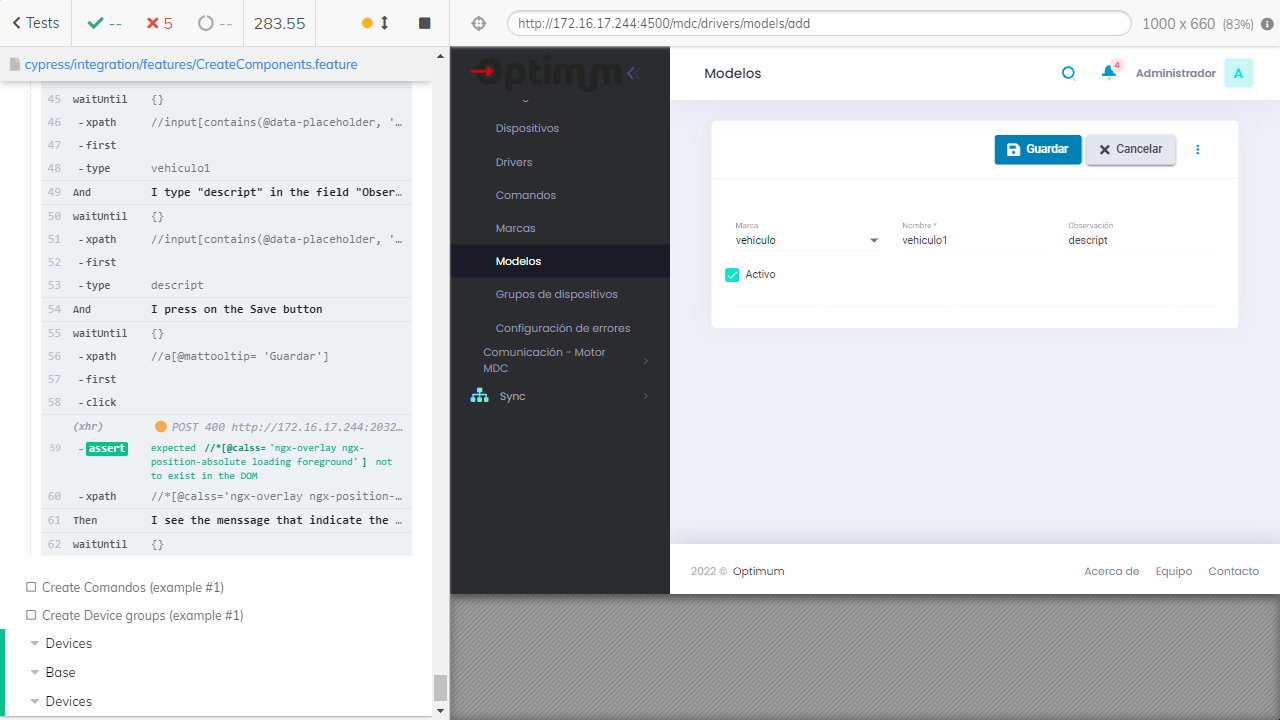 Tests
--
5
--
283.55
http://172.16.17.244:4500/mdc/drivers/models/add
1000 x 660 (83%)
cypress/integration/features/CreateComponents.feature
45 waitUntil {}
46 -xpath //input[contains(@data-placeholder, '…
47 -first
48 -type vehiculo1
49 And I type "descript" in the field "Obser…
50 waitUntil {}
51 -xpath //input[contains(@data-placeholder, '…
52 -first
53 -type descript
54 And I press on the Save button
55 waitUntil {}
56 -xpath //a[@mattooltip= 'Guardar']
57 -first
58 -click
(xhr) POST 400 http://172.16.17.244:2032…
59 -assert expected //*[@calss='ngx-overlay ngx-
position-absolute loading foreground'] not
to exist in the DOM
60 -xpath //*[@calss='ngx-overlay ngx-position-…
61 Then I see the menssage that indicate the …
62 waitUntil {}
Create Comandos (example #1)
Create Device groups (example #1)
Devices
Base
Devices
Optimum
Dispositivos
Drivers
Comandos
Marcas
Modelos
Grupos de dispositivos
Configuración de errores
Comunicación - Motor
MDC
Sync
Modelos
4
Administrador
A
Guardar
Cancelar
Marca
vehiculo
Nombre *
vehiculo1
Observación
descript
Activo
2022 © Optimum
Acerca de
Equipo
Contacto